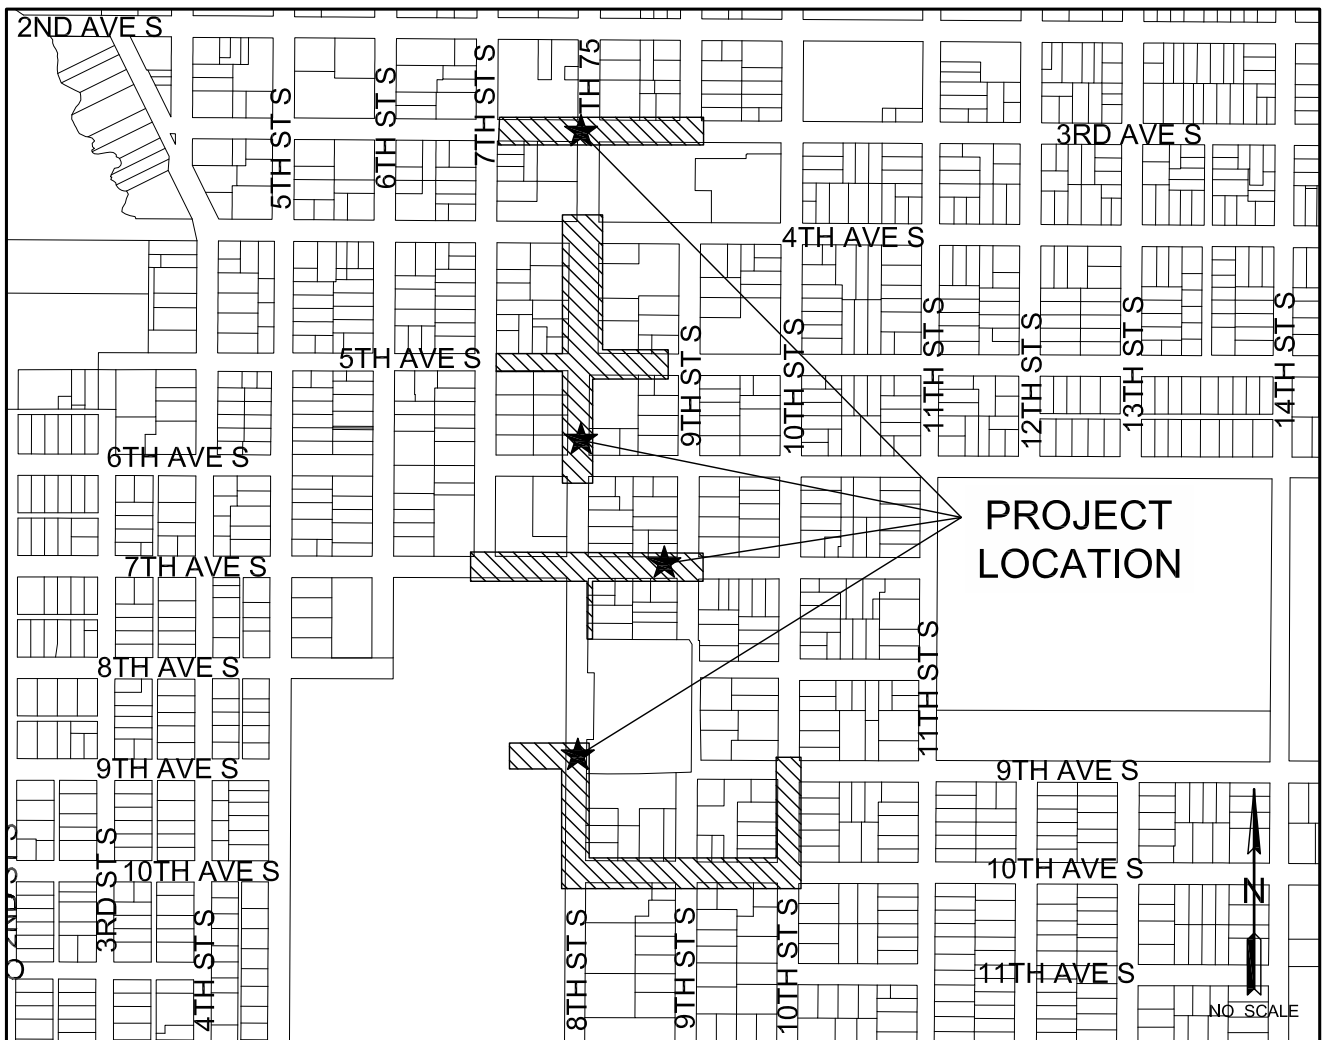 2ND AVE S
5TH ST S
6TH ST S
7TH ST S
TH 75
3RD AVE S
4TH AVE S
5TH AVE S
9TH ST S
10TH ST S
11TH ST S
12TH ST S
13TH ST S
14TH ST S
6TH AVE S
PROJECT
LOCATION
7TH AVE S
8TH AVE S
11TH ST S
9TH AVE S
9TH AVE S
2ND ST S
3RD ST S
10TH AVE S
10TH AVE S
4TH ST S
8TH ST S
9TH ST S
10TH ST S
11TH AVE S
N
NO SCALE